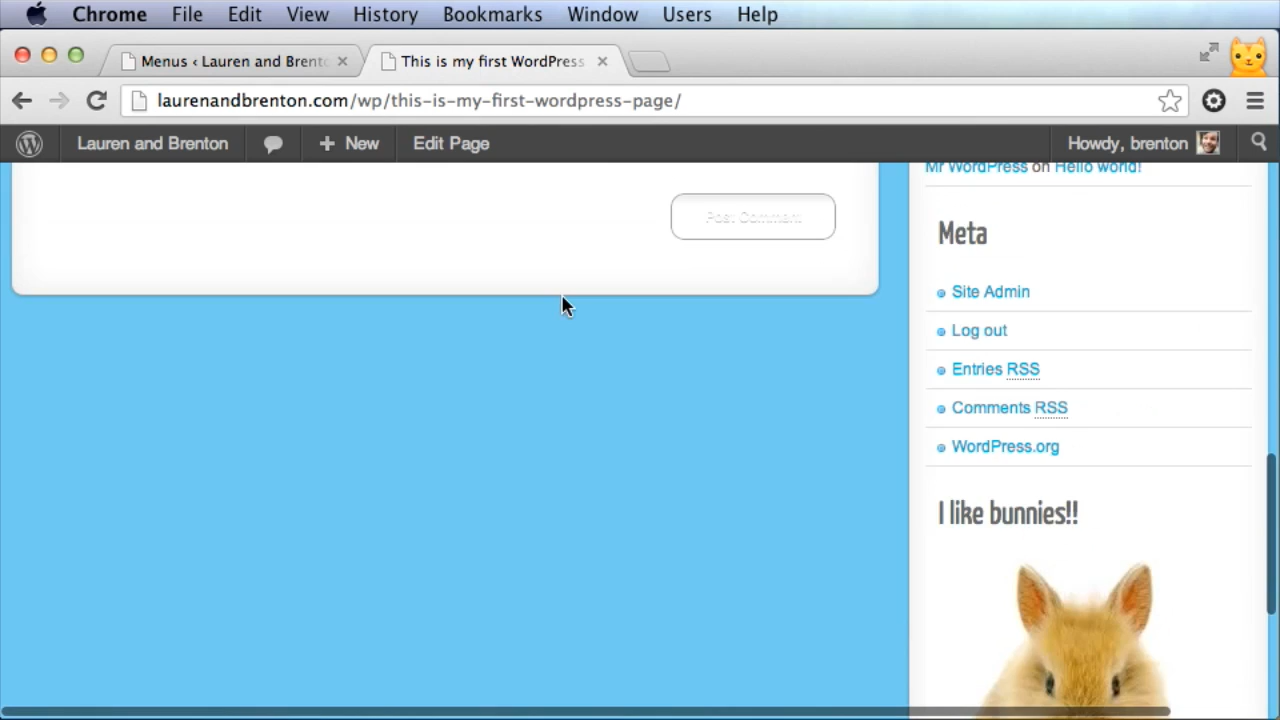 Chrome File Edit View History Bookmarks Window Users Help
Menus ‹ Lauren and Brent
This is my first WordPress
laurenandbrenton.com/wp/this-is-my-first-wordpress-page/
Lauren and Brenton + New Edit Page Howdy, brenton
Mr WordPress on Hello world!
Post Comment
Meta
Site Admin
Log out
Entries RSS
Comments RSS
WordPress.org
I like bunnies!!